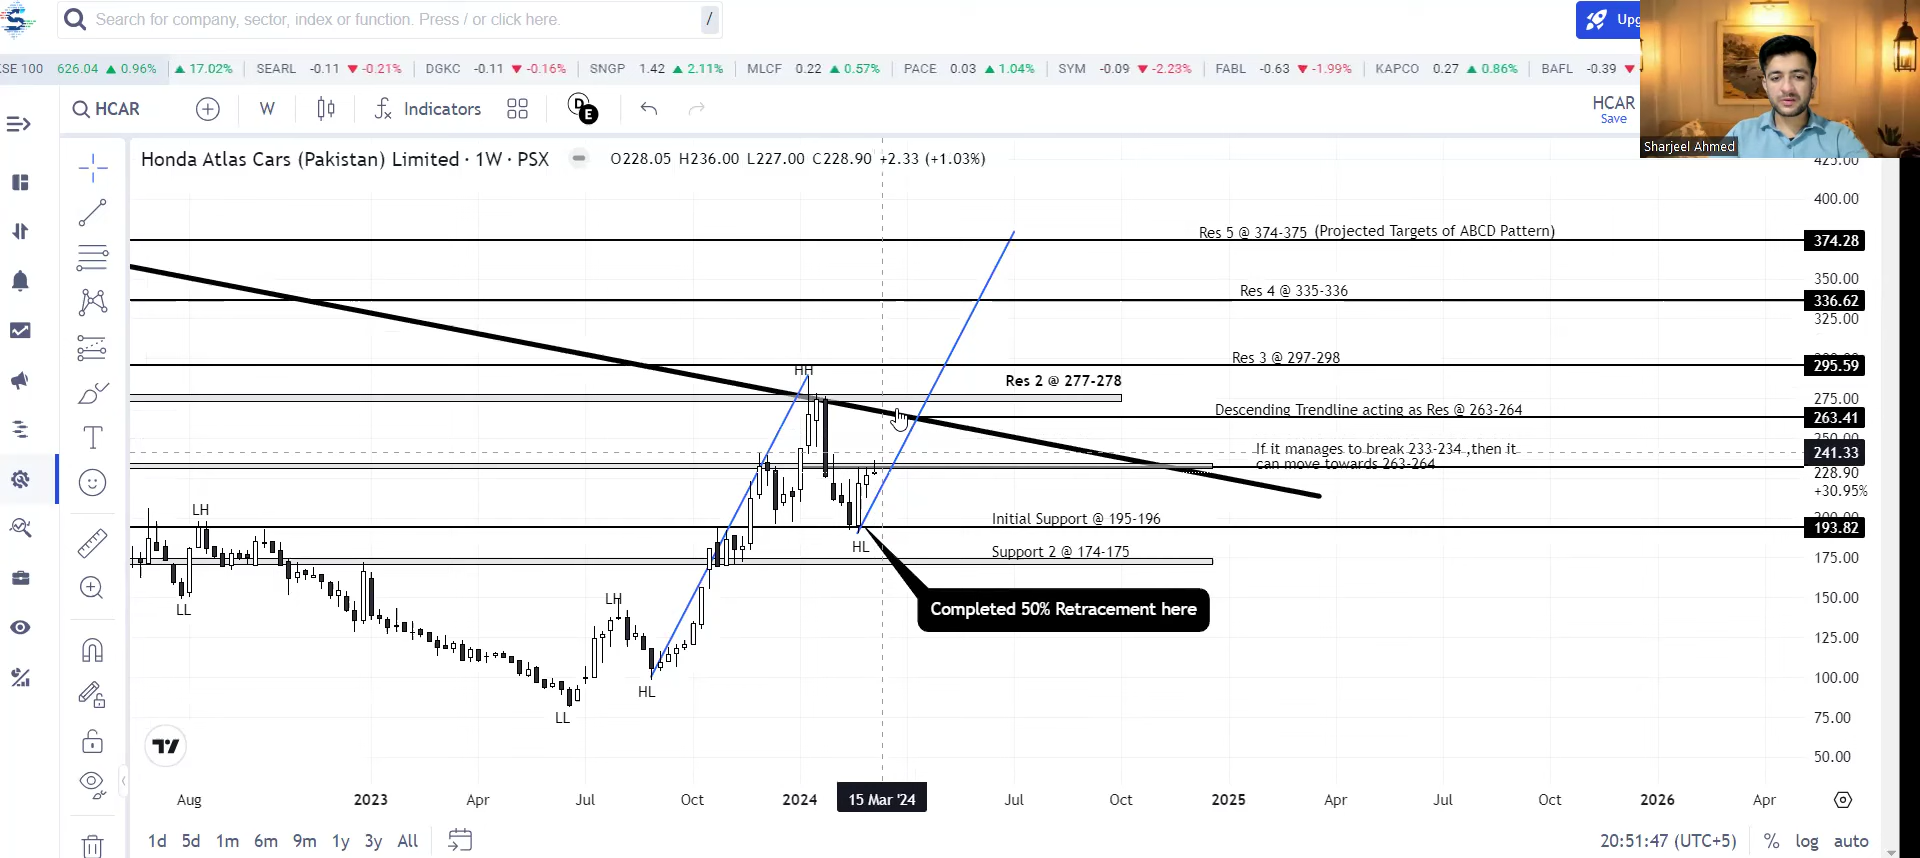 Search for company, sector, index or function. Press / or click here.
/
Upg
KSE 100 626.04 ▲ 0.96% ▲ 17.02% SEARL -0.11 ▼ -0.21% DGKC -0.11 ▼ -0.16% SNGP 1.42 ▲ 2.11% MLCF 0.22 ▲ 0.57% PACE 0.03 ▲ 1.04% SYM -0.09 ▼ -2.23% FABL -0.63 ▼ -1.99% KAPCO 0.27 ▲ 0.86% BAFL -0.39 ▼
HCAR W Indicators D E
HCAR
Save
Sharjeel Ahmed
Honda Atlas Cars (Pakistan) Limited · 1W · PSX O228.05 H236.00 L227.00 C228.90 +2.33 (+1.03%)
425.00
400.00
Res 5 @ 374-375 (Projected Targets of ABCD Pattern)
374.28
350.00
Res 4 @ 335-336
336.62
325.00
Res 3 @ 297-298
295.59
HH
Res 2 @ 277-278
275.00
Descending Trendline acting as Res @ 263-264
263.41
250.00
If it manages to break 233-234 ,then it
can move towards 263-264
241.33
228.90
+30.95%
LH
200.00
Initial Support @ 195-196
193.82
HL
Support 2 @ 174-175
175.00
LL
LH
150.00
Completed 50% Retracement here
125.00
100.00
HL
LL
75.00
50.00
Aug 2023 Apr Jul Oct 2024 15 Mar '24 Jul Oct 2025 Apr Jul Oct 2026 Apr
1d 5d 1m 6m 9m 1y 3y All
20:51:47 (UTC+5) % log auto